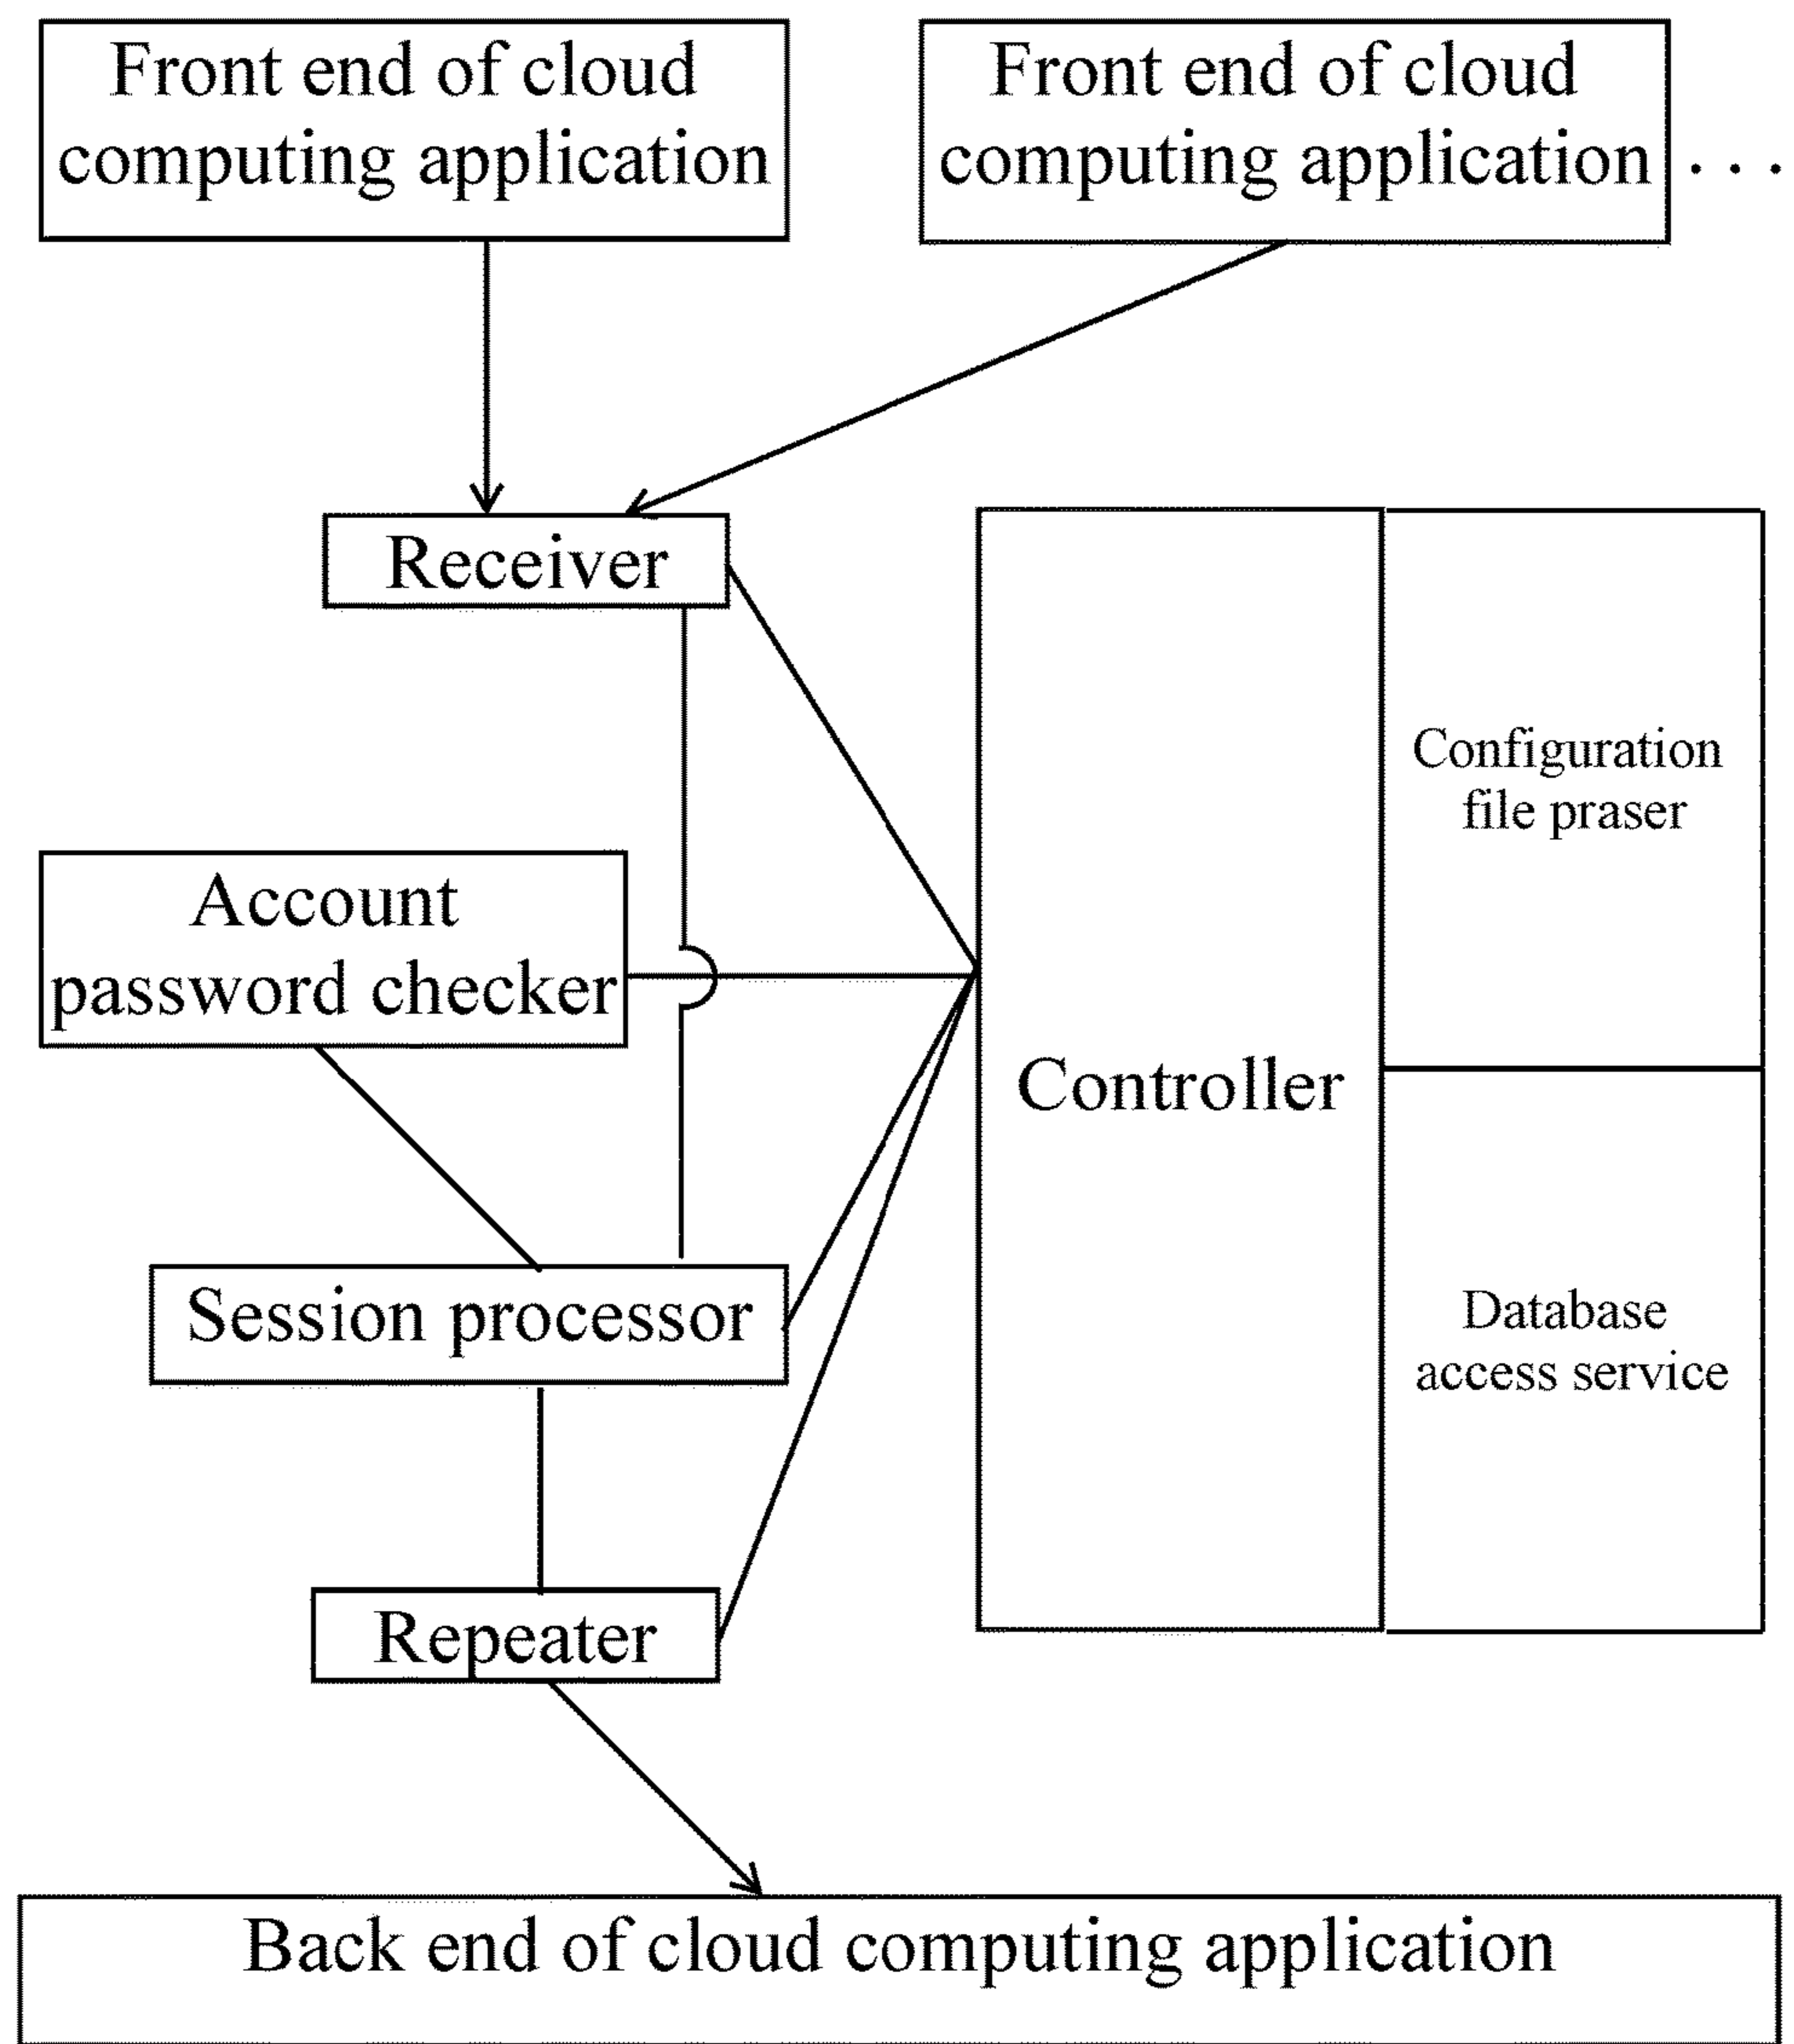 Front end of cloud
computing application
Front end of cloud
computing application
. . .
Receiver
Configuration
file praser
Account
password checker
Controller
Session processor
Database
access service
Repeater
Back end of cloud computing application